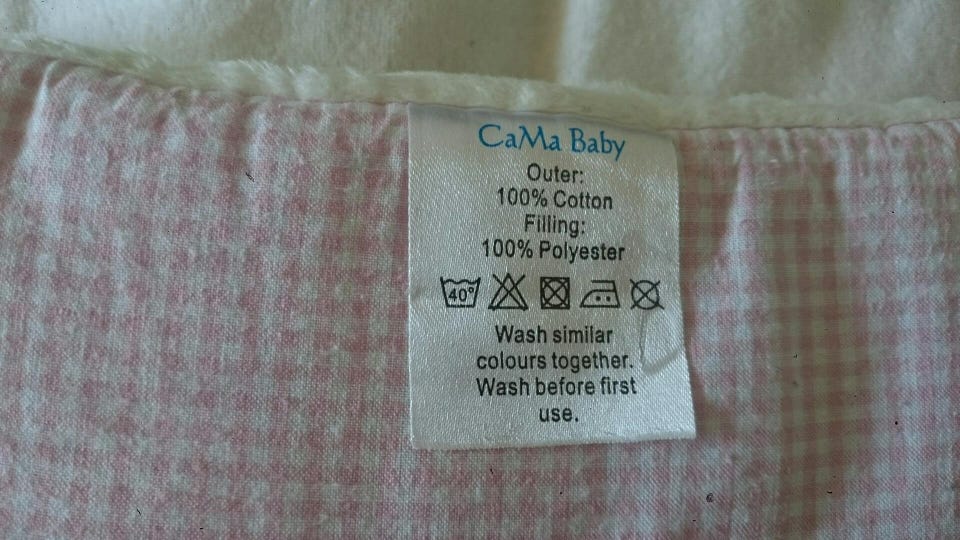 CaMa Baby
Outer:
100% Cotton
Filling:
100% Polyester
40°
Wash similar
colours together.
Wash before first
use.